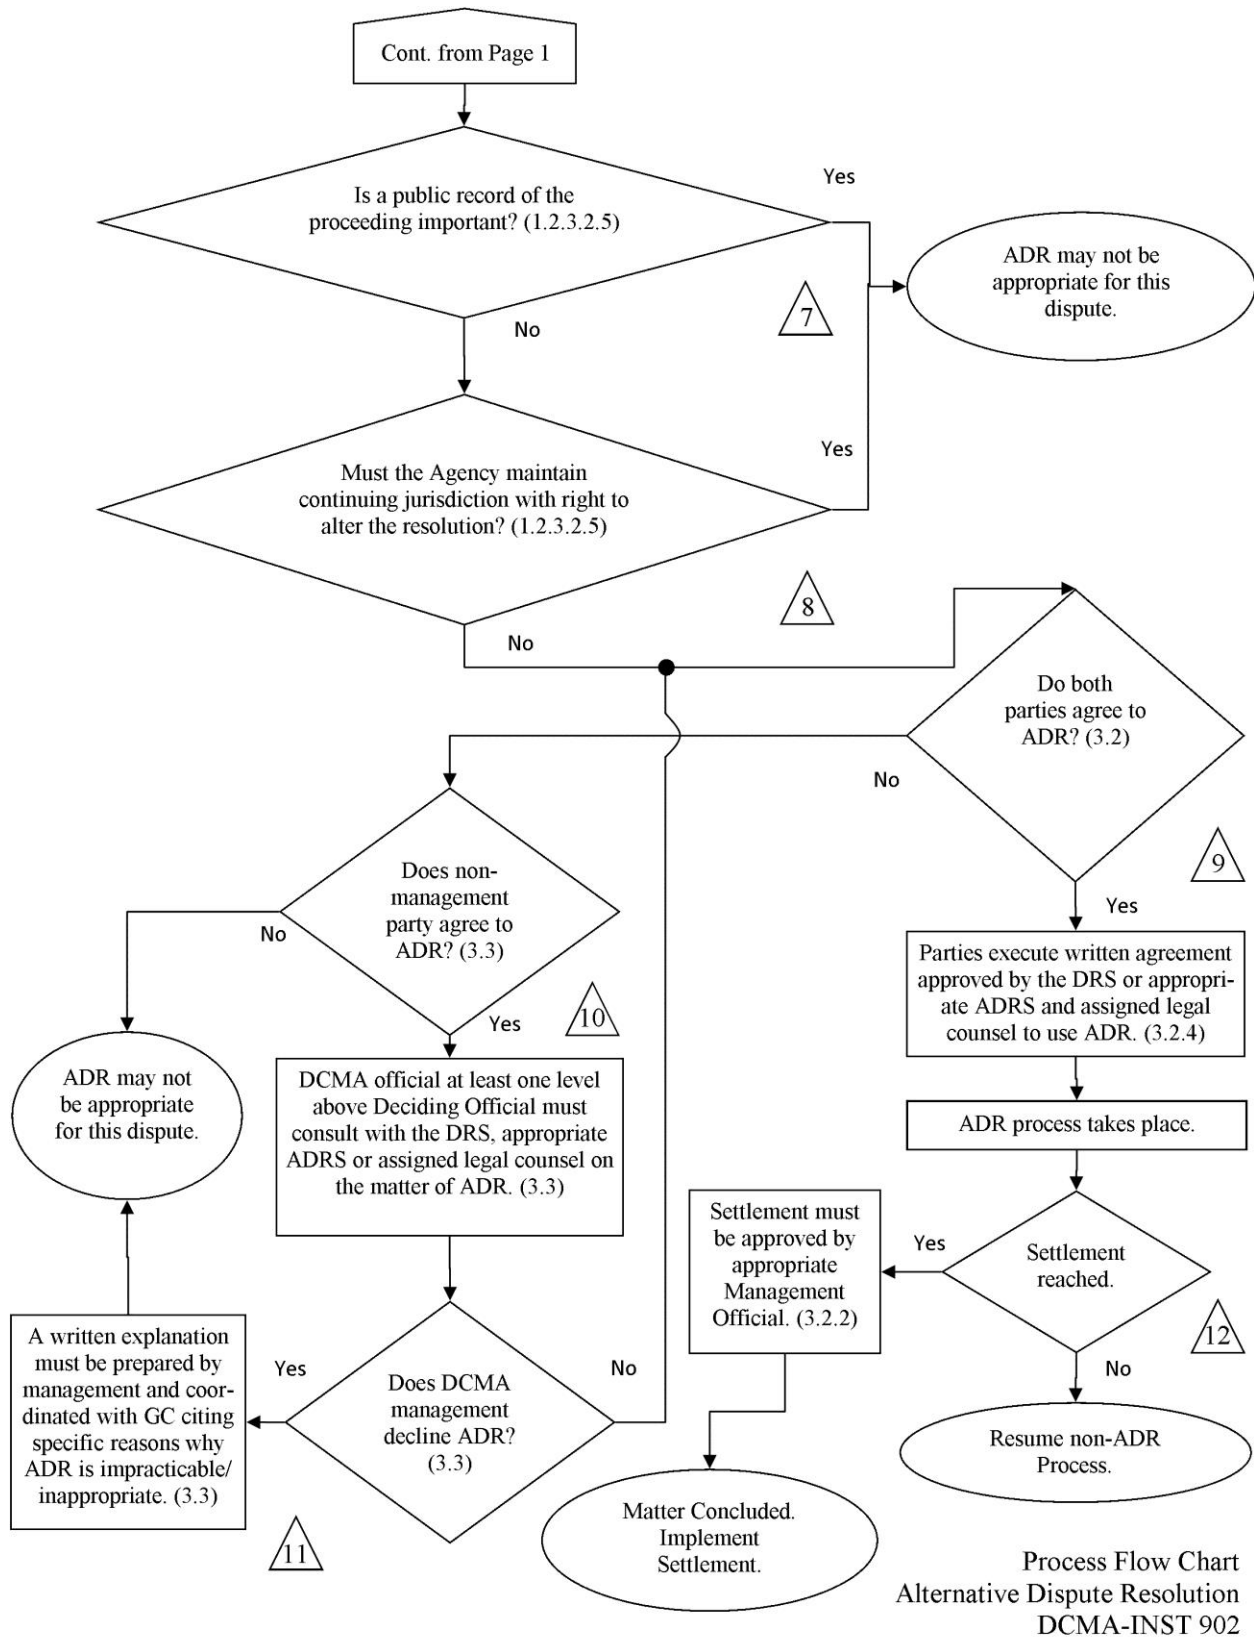 Cont. from Page 1
Is a public record of the
proceeding important? (1.2.3.2.5)
Yes
ADR may not be
appropriate for this
dispute.
7
No
Must the Agency maintain
continuing jurisdiction with right to
alter the resolution? (1.2.3.2.5)
Yes
8
No
Do both
parties agree to
ADR? (3.2)
No
9
Yes
Does non-
management
party agree to
ADR? (3.3)
No
10
Yes
Parties execute written agreement
approved by the DRS or appropri-
ate ADRS and assigned legal
counsel to use ADR. (3.2.4)
ADR may not
be appropriate
for this dispute.
DCMA official at least one level
above Deciding Official must
consult with the DRS, appropriate
ADRS or assigned legal counsel on
the matter of ADR. (3.3)
ADR process takes place.
Settlement must
be approved by
appropriate
Management
Official. (3.2.2)
Yes
Settlement
reached.
12
No
A written explanation
must be prepared by
management and coor-
dinated with GC citing
specific reasons why
ADR is impracticable/
inappropriate. (3.3)
Yes
Does DCMA
management
decline ADR?
(3.3)
No
11
Resume non-ADR
Process.
Matter Concluded.
Implement
Settlement.
Process Flow Chart
Alternative Dispute Resolution
DCMA-INST 902